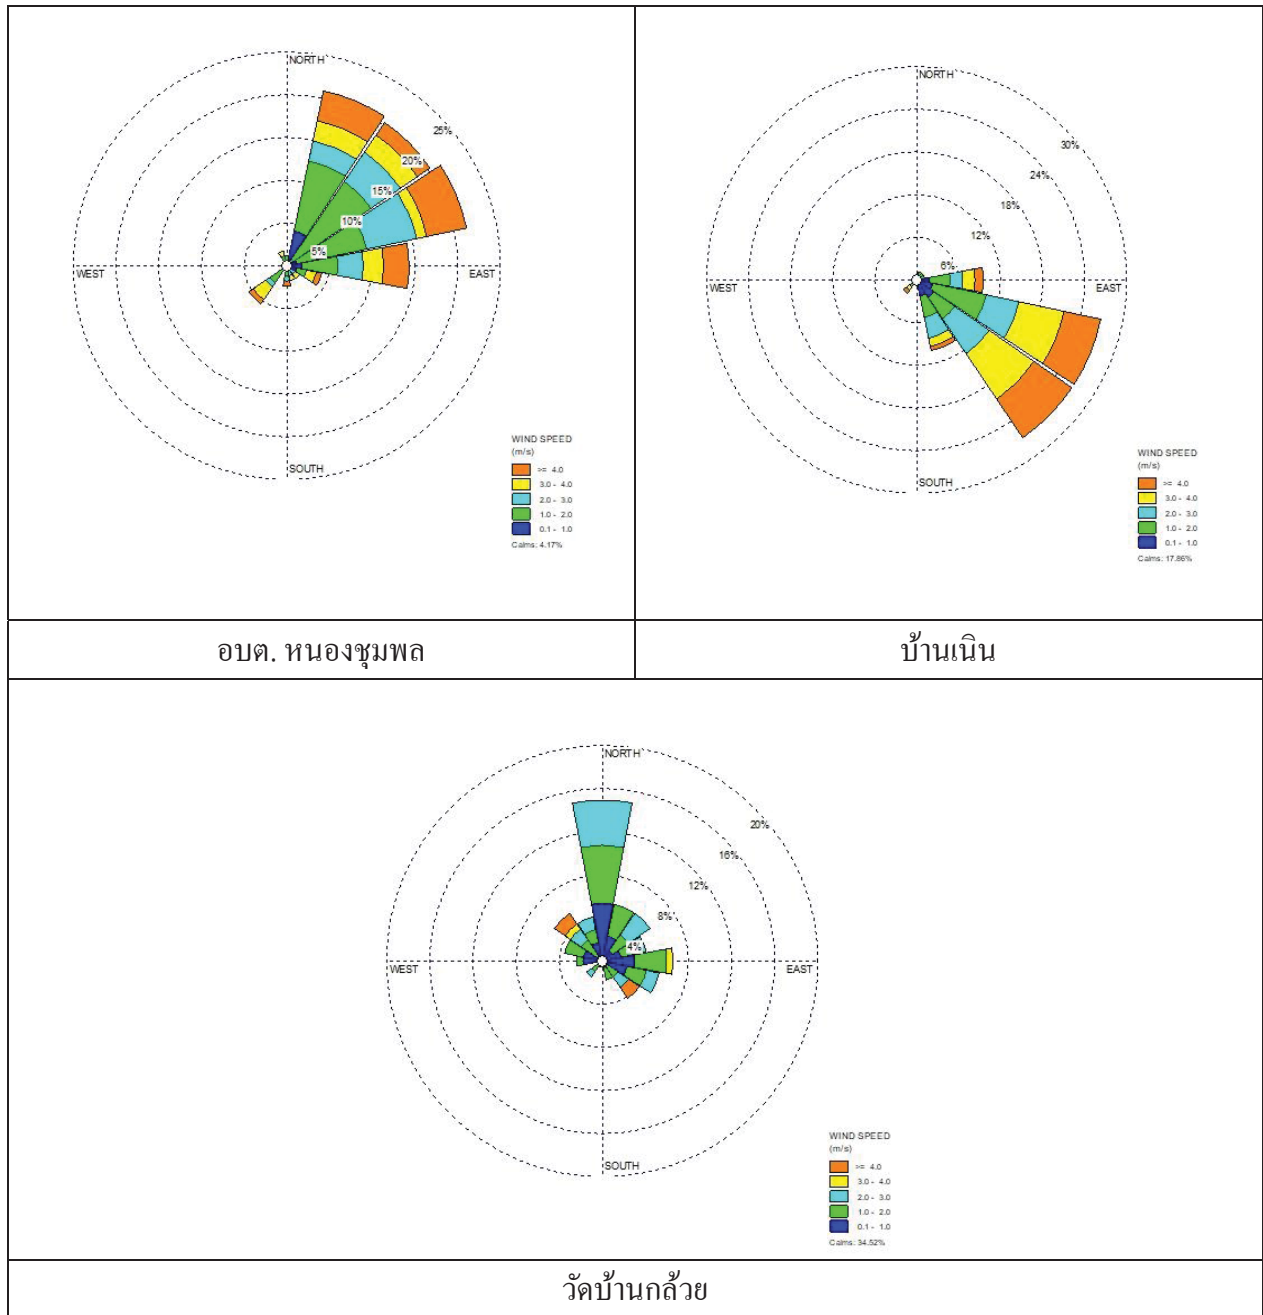 NORTH
25%
20%
15%
10%
5%
WEST
EAST
SOUTH
WIND SPEED
(m/s)
>= 4.0
3.0 - 4.0
2.0 - 3.0
1.0 - 2.0
0.1 - 1.0
Calms: 4.17%
NORTH
30%
24%
18%
12%
6%
WEST
EAST
SOUTH
WIND SPEED
(m/s)
>= 4.0
3.0 - 4.0
2.0 - 3.0
1.0 - 2.0
0.1 - 1.0
Calms: 17.86%
อบต. หนองชุมพล
บ้านเนิน
NORTH
20%
16%
12%
8%
4%
WEST
EAST
SOUTH
WIND SPEED
(m/s)
>= 4.0
3.0 - 4.0
2.0 - 3.0
1.0 - 2.0
0.1 - 1.0
Calms: 34.52%
วัดบ้านกล้วย